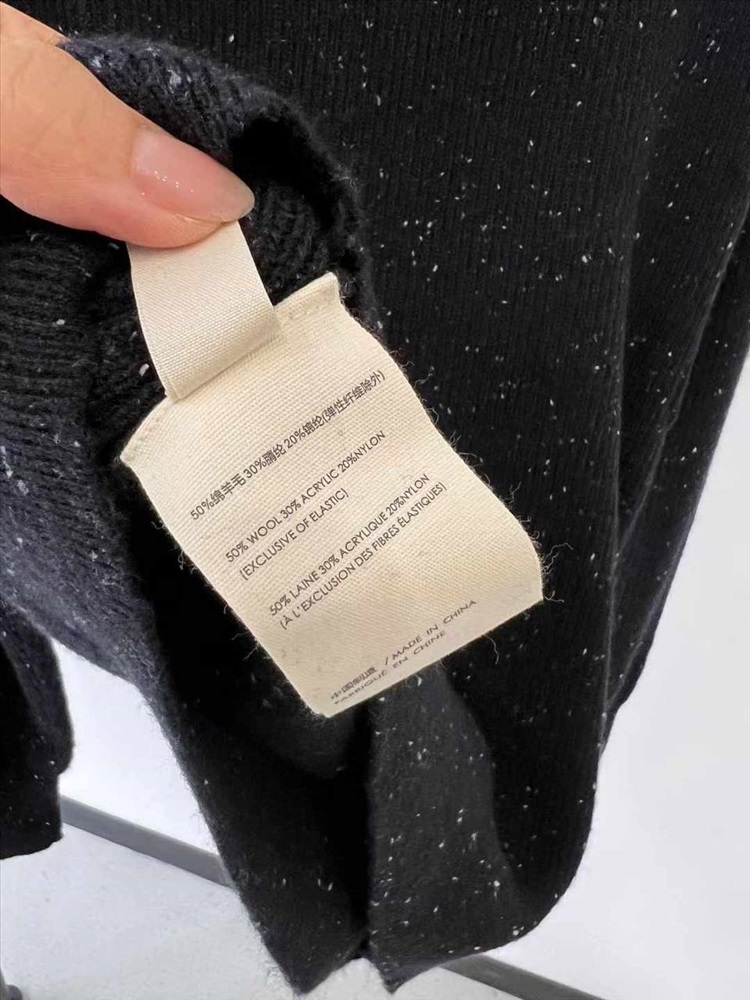 50%绵羊毛 30%腈纶 20%锦纶(弹性纤维除外)
50% WOOL 30% ACRYLIC 20%NYLON
(EXCLUSIVE OF ELASTIC)
50% LAINE 30% ACRYLIQUE 20%NYLON
(À L'EXCLUSION DES FIBRES ÉLASTIQUES)
中国制造 / MADE IN CHINA
FABRIQUÉ EN CHINE